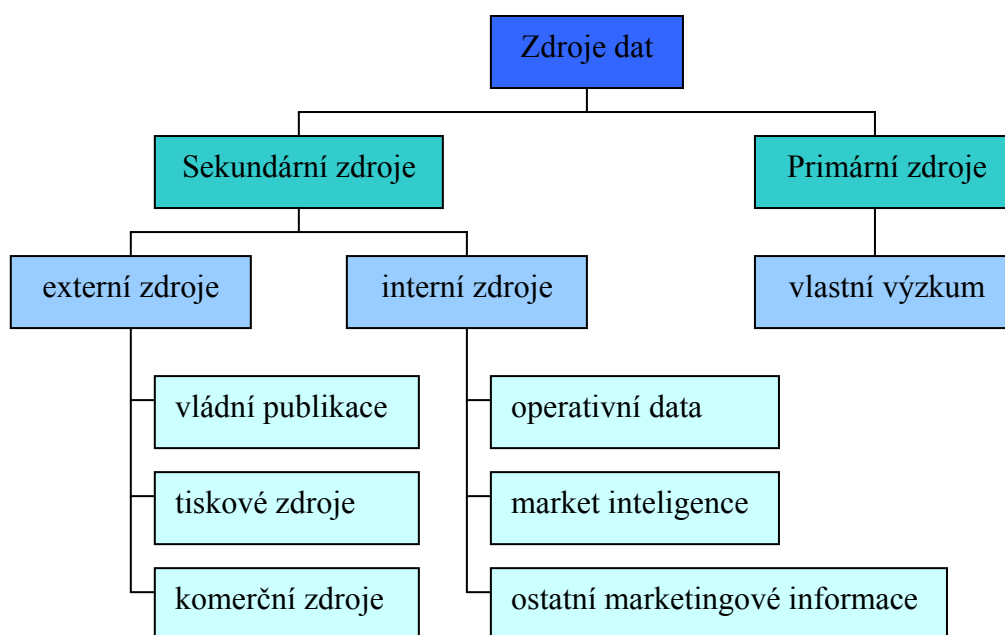 Zdroje dat
Sekundární zdroje
Primární zdroje
externí zdroje
interní zdroje
vlastní výzkum
vládní publikace
operativní data
tiskové zdroje
market inteligence
komerční zdroje
ostatní marketingové informace